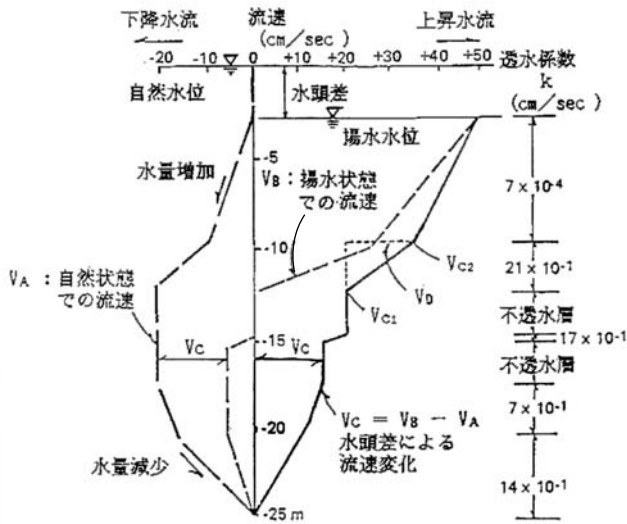 下降水流
流速
(cm/sec)
上昇水流
-20
-10
0
+10
+20
+30
+40
+50
透水係数
k
(cm/sec)
自然水位
水頭差
揚水水位
水量増加
-5
VB：揚水状態
での流速
7×10-4
-10
VA：自然状態
での流速
VD
VC2
21×10-1
VC1
不透水層
-15
17×10-1
VC
VC
不透水層
VC = VB - VA
水頭差による
流速変化
7×10-1
-20
水量減少
14×10-1
-25m